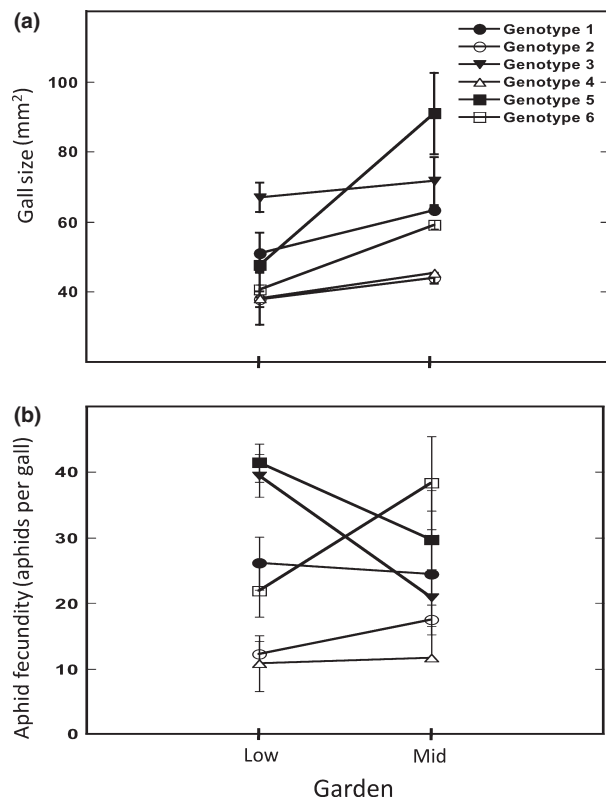 (a)
Genotype 1
Genotype 2
Genotype 3
Genotype 4
Genotype 5
Genotype 6
Gall size (mm²)
100
80
60
40
(b)
Aphid fecundity (aphids per gall)
40
30
20
10
0
Low Mid
Garden